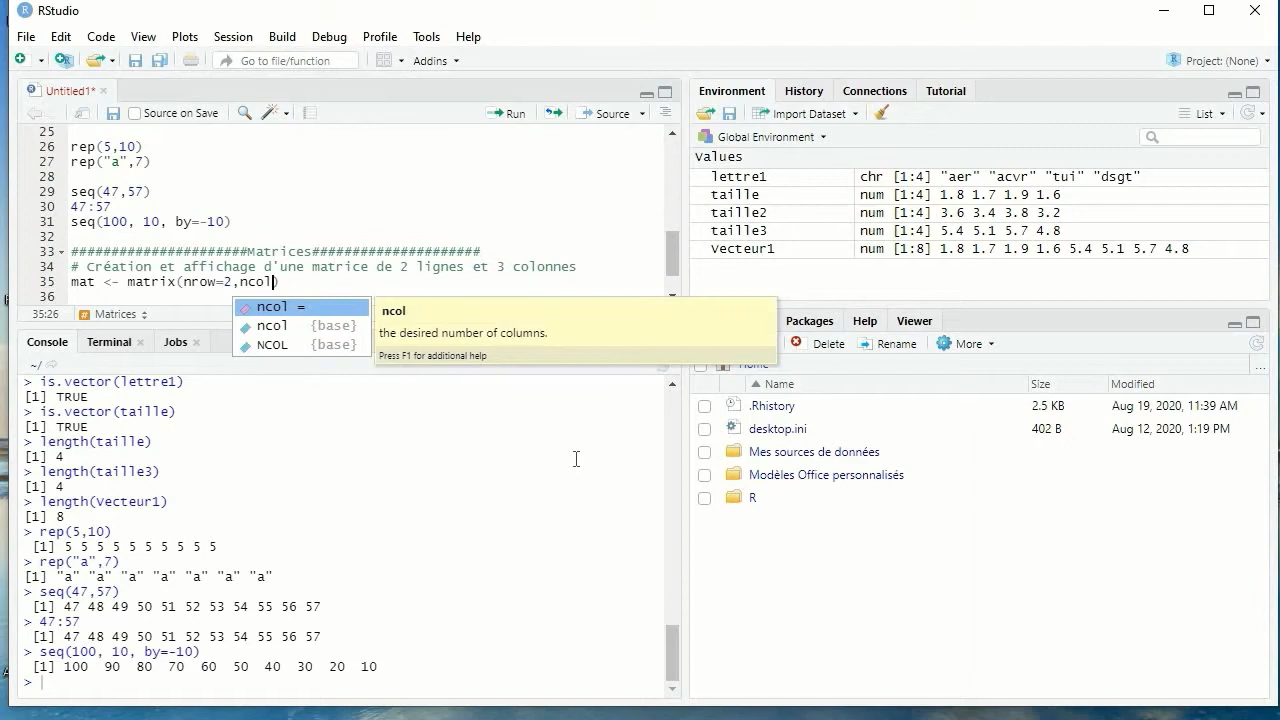 RStudio
File Edit Code View Plots Session Build Debug Profile Tools Help
Go to file/function Addins Project: (None)
Untitled1*
Source on Save Run Source
25
26 rep(5,10)
27 rep("a",7)
28
29 seq(47,57)
30 47:57
31 seq(100, 10, by=-10)
32
33 ######################Matrices#####################
34 # Création et affichage d'une matrice de 2 lignes et 3 colonnes
35 mat <- matrix(nrow=2,ncol)
36
35:26 # Matrices
ncol =
ncol {base}
NCOL {base}
ncol
the desired number of columns.
Press F1 for additional help
Console Terminal Jobs
~/
> is.vector(lettre1)
[1] TRUE
> is.vector(taille)
[1] TRUE
> length(taille)
[1] 4
> length(taille3)
[1] 4
> length(vecteur1)
[1] 8
> rep(5,10)
[1] 5 5 5 5 5 5 5 5 5 5
> rep("a",7)
[1] "a" "a" "a" "a" "a" "a" "a"
> seq(47,57)
[1] 47 48 49 50 51 52 53 54 55 56 57
> 47:57
[1] 47 48 49 50 51 52 53 54 55 56 57
> seq(100, 10, by=-10)
[1] 100 90 80 70 60 50 40 30 20 10
>
Environment History Connections Tutorial
Import Dataset List
Global Environment
Values
lettre1 chr [1:4] "aer" "acvr" "tui" "dsgt"
taille num [1:4] 1.8 1.7 1.9 1.6
taille2 num [1:4] 3.6 3.4 3.8 3.2
taille3 num [1:4] 5.4 5.1 5.7 4.8
vecteur1 num [1:8] 1.8 1.7 1.9 1.6 5.4 5.1 5.7 4.8
Packages Help Viewer
Delete Rename More
Home ...
Name Size Modified
.Rhistory 2.5 KB Aug 19, 2020, 11:39 AM
desktop.ini 402 B Aug 12, 2020, 1:19 PM
Mes sources de données
Modèles Office personnalisés
R